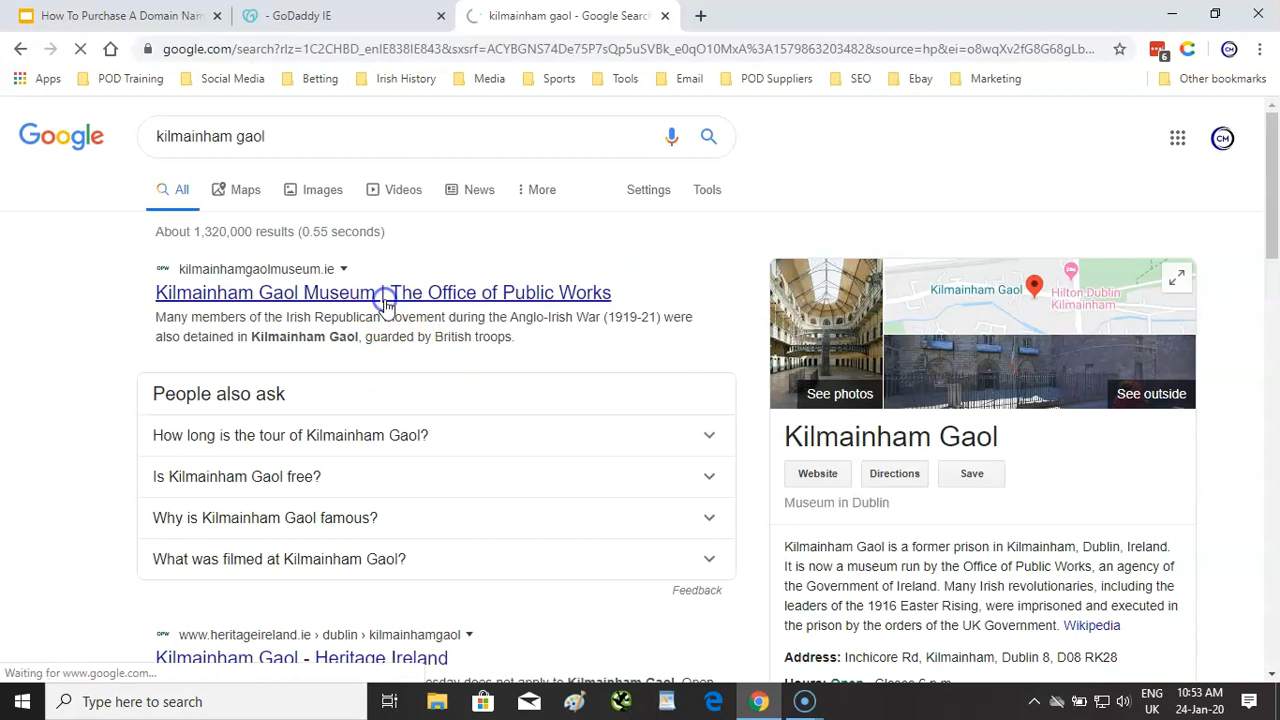 How To Purchase A Domain Nam
- GoDaddy IE
kilmainham gaol - Google Search
google.com/search?rlz=1C2CHBD_enIE838IE843&sxsrf=ACYBGNS74De75P7sQp5uSVBk_e0qO10MxA%3A1579863203482&source=hp&ei=o8wqXv2fG8G68gLb...
6
CM
Apps
POD Training
Social Media
Betting
Irish History
Media
Sports
Tools
Email
POD Suppliers
SEO
Ebay
Marketing
Other bookmarks
Google
kilmainham gaol
CM
All
Maps
Images
Videos
News
More
Settings
Tools
About 1,320,000 results (0.55 seconds)
OPW kilmainhamgaolmuseum.ie
Kilmainham Gaol Museum | The Office of Public Works
Many members of the Irish Republican Government during the Anglo-Irish War (1919-21) were
also detained in Kilmainham Gaol, guarded by British troops.
People also ask
How long is the tour of Kilmainham Gaol?
Is Kilmainham Gaol free?
Why is Kilmainham Gaol famous?
What was filmed at Kilmainham Gaol?
Feedback
OPW www.heritageireland.ie › dublin › kilmainhamgaol
Kilmainham Gaol - Heritage Ireland
Kilmainham Gaol
Hilton Dublin
Kilmainham
See photos
See outside
Kilmainham Gaol
Website
Directions
Save
Museum in Dublin
Kilmainham Gaol is a former prison in Kilmainham, Dublin, Ireland.
It is now a museum run by the Office of Public Works, an agency of
the Government of Ireland. Many Irish revolutionaries, including the
leaders of the 1916 Easter Rising, were imprisoned and executed in
the prison by the orders of the UK Government. Wikipedia
Address: Inchicore Rd, Kilmainham, Dublin 8, D08 RK28
Hours: Open · Closes 6 p.m.
Waiting for www.google.com...
Type here to search
ENG
UK
10:53 AM
24-Jan-20